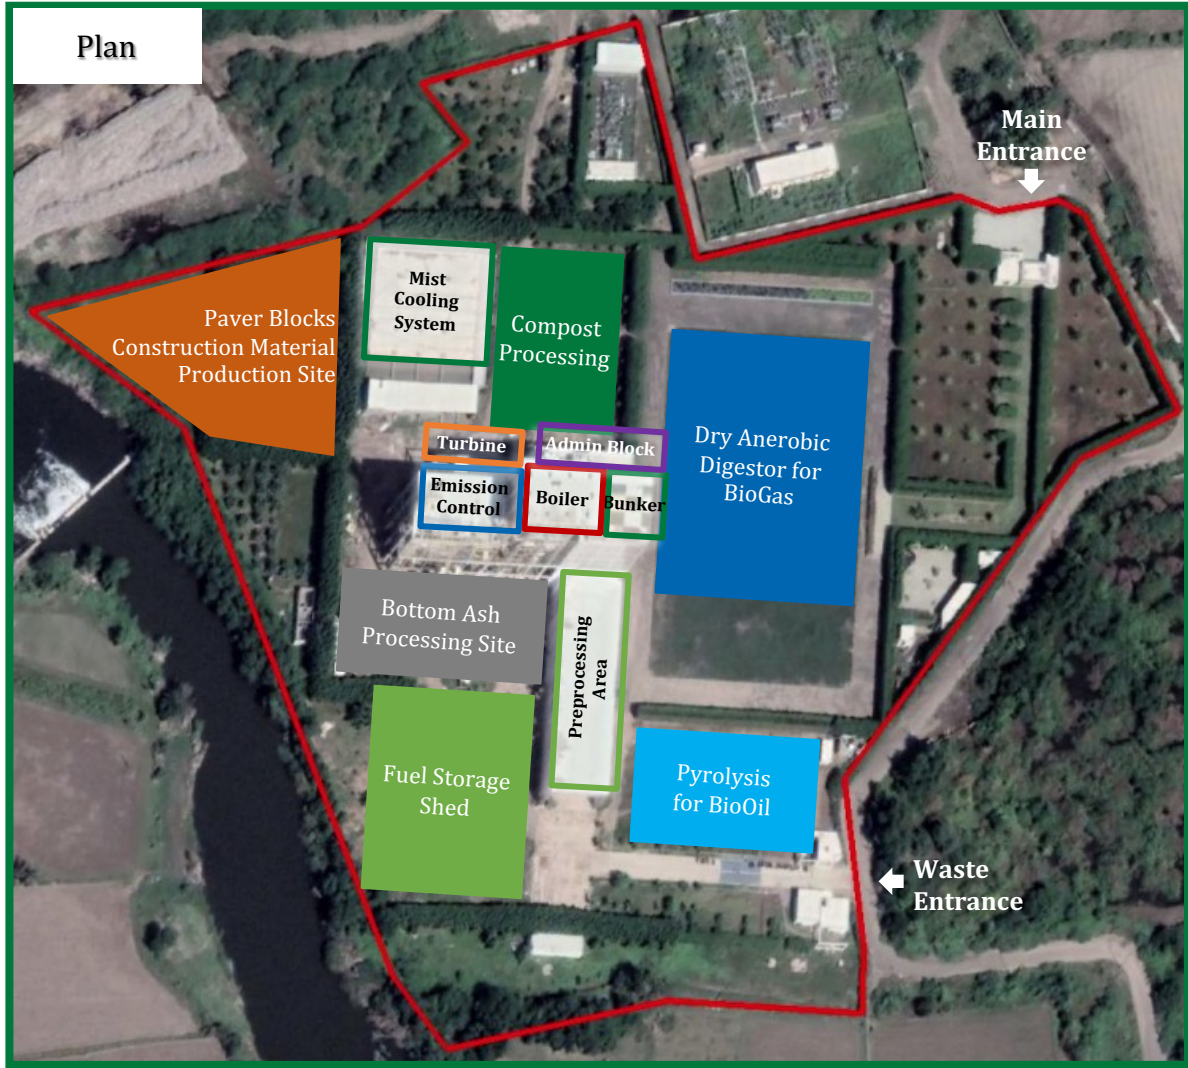 Plan
Main
Entrance
Mist
Cooling
System
Compost
Processing
Paver Blocks
Construction Material
Production Site
Turbine
Admin Block
Dry Anerobic
Digestor for
BioGas
Emission
Control
Boiler
Bunker
Bottom Ash
Processing Site
Preprocessing
Area
Fuel Storage
Shed
Pyrolysis
for BioOil
Waste
Entrance